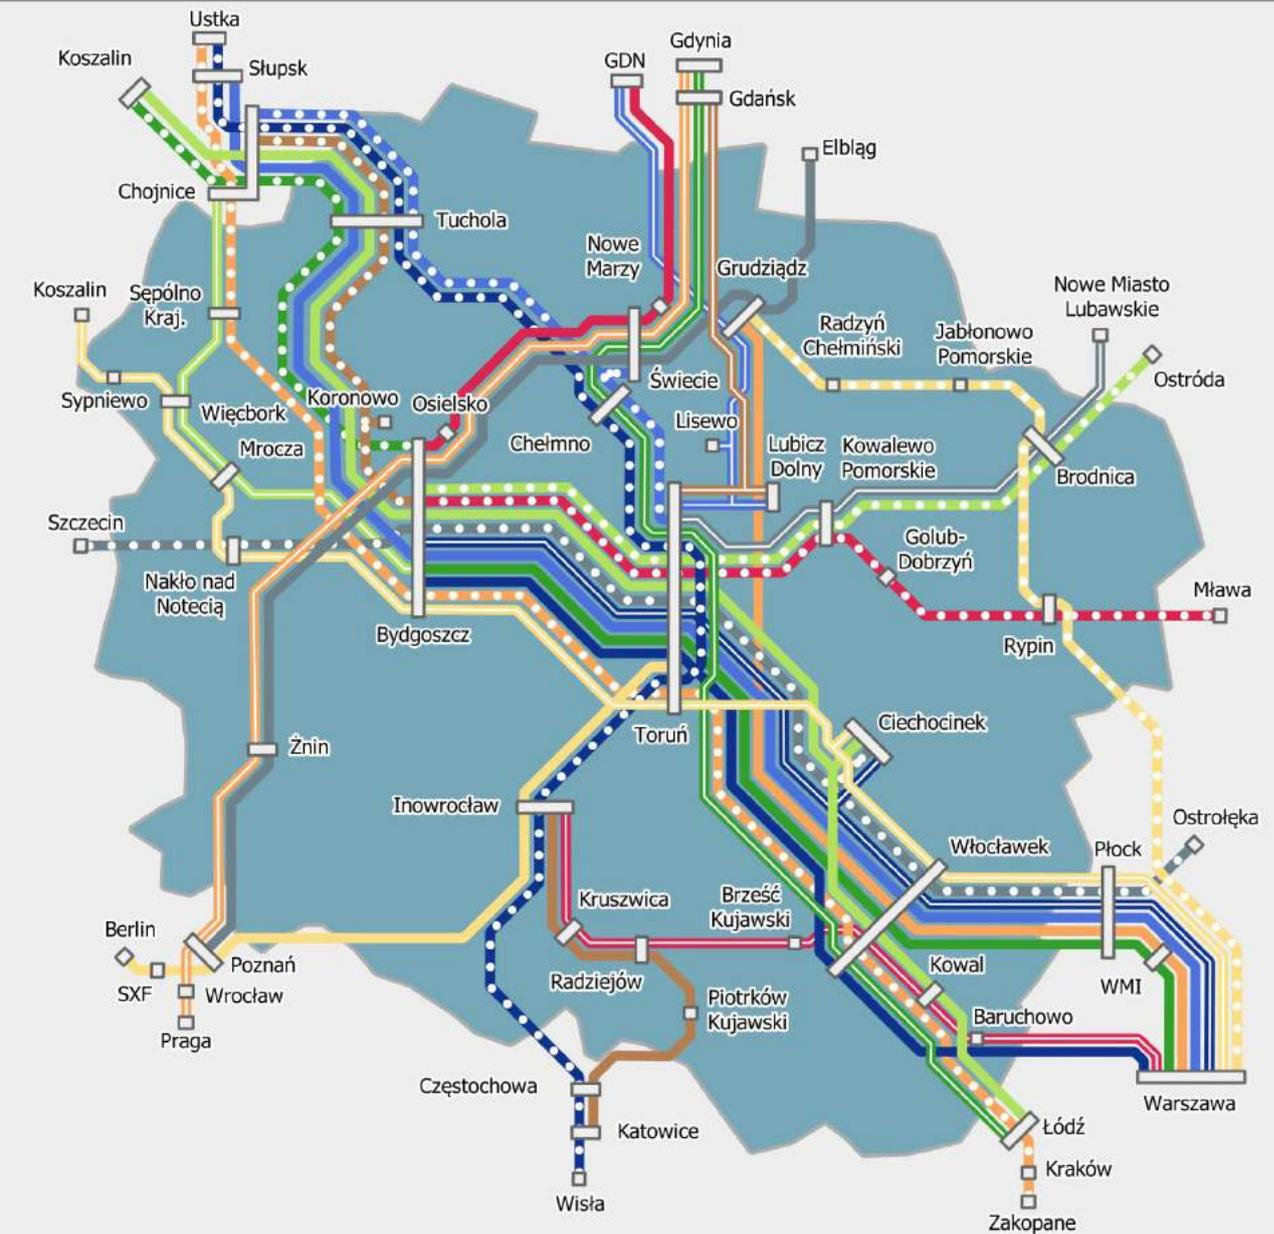 Ustka
Koszalin
Słupsk
GDN
Gdynia
Gdańsk
Elbląg
Chojnice
Tuchola
Nowe
Marzy
Grudziądz
Koszalin
Sępólno
Kraj.
Nowe Miasto
Lubawskie
Radzyń
Chełmiński
Jabłonowo
Pomorskie
Świecie
Ostróda
Sypniewo
Więcbork
Koronowo
Osielsko
Lisewo
Mrocza
Chełmno
Lubicz
Dolny
Kowalewo
Pomorskie
Brodnica
Szczecin
Golub-
Dobrzyń
Nakło nad
Notecią
Mława
Bydgoszcz
Rypin
Toruń
Ciechocinek
Żnin
Inowrocław
Ostrołęka
Włocławek
Płock
Kruszwica
Brześć
Kujawski
Berlin
Poznań
Kowal
SXF
Wrocław
Radziejów
WMI
Piotrków
Kujawski
Baruchowo
Praga
Częstochowa
Warszawa
Katowice
Łódź
Kraków
Wisła
Zakopane